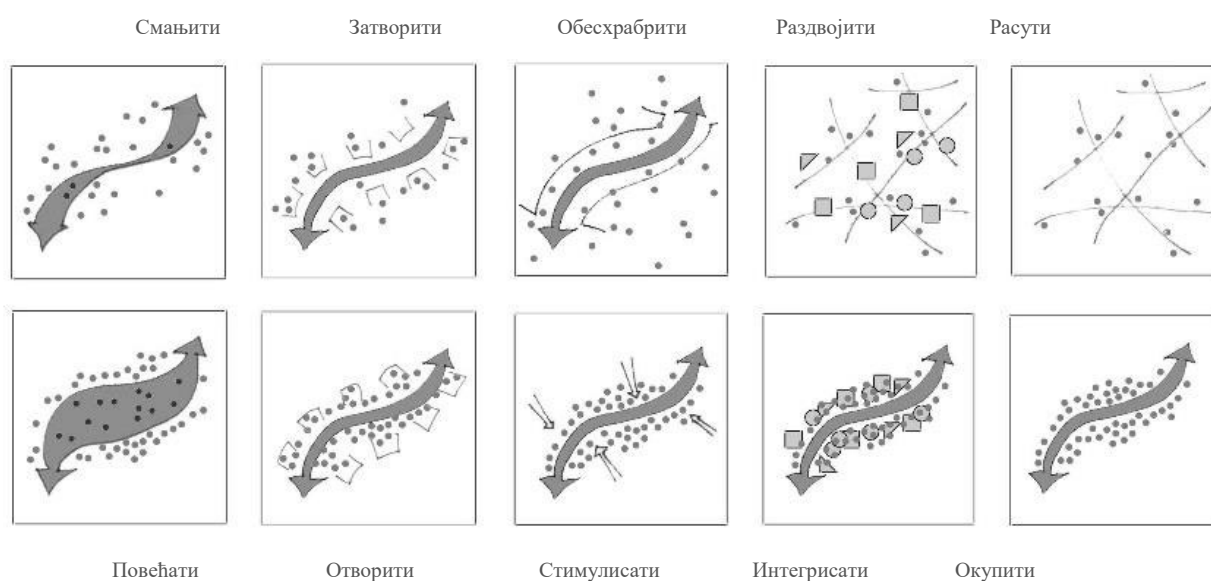 Смањити Затворити Обесхрабрити Раздвојити Расути
Повећати Отворити Стимулисати Интегрисати Окупити